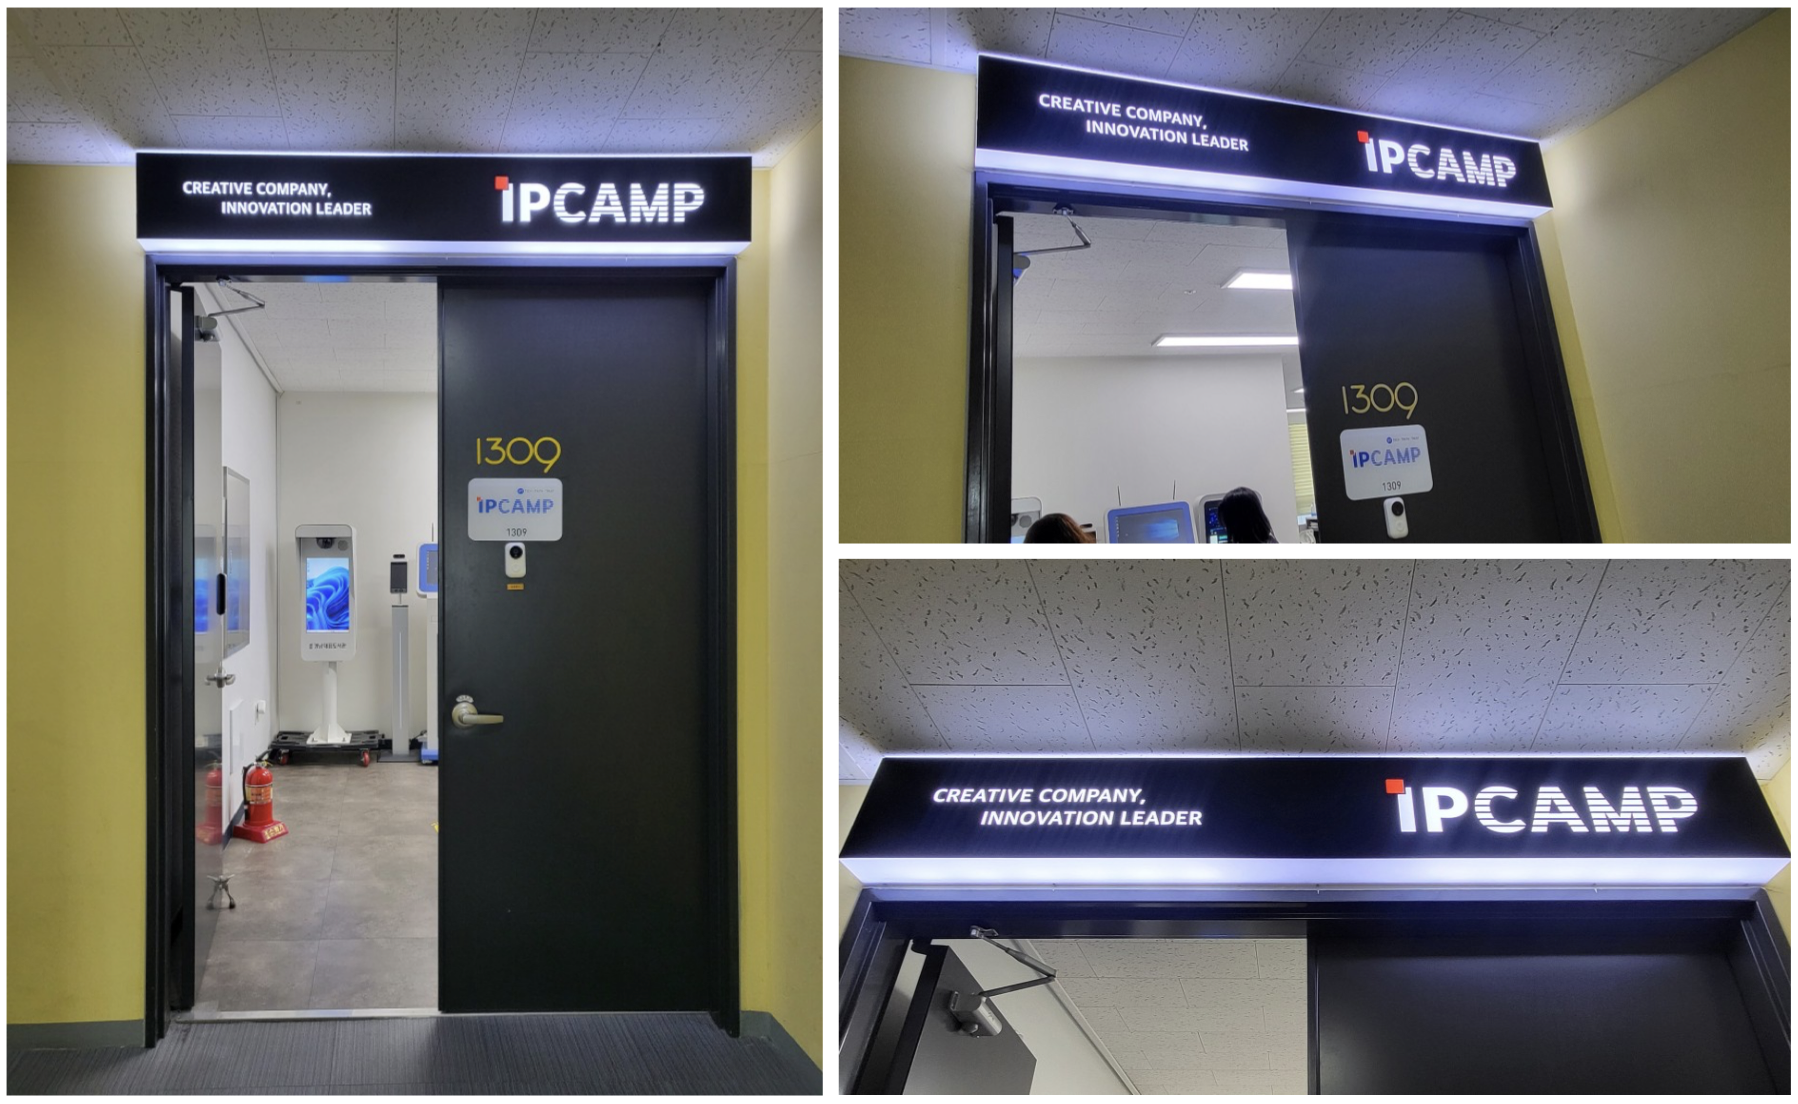 CREATIVE COMPANY,
INNOVATION LEADER
IPCAMP
1309
IPCAMP
1309
CREATIVE COMPANY,
INNOVATION LEADER
IPCAMP
1309
IPCAMP
1309
CREATIVE COMPANY,
INNOVATION LEADER
IPCAMP